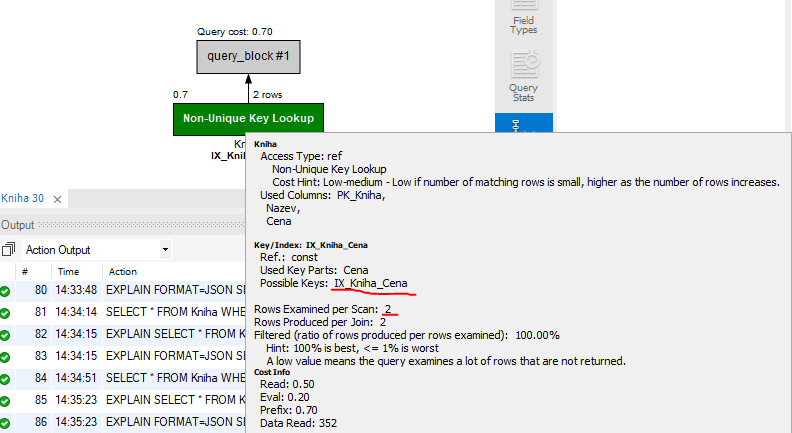 Query cost: 0.70
query_block #1
0.7
2 rows
Non-Unique Key Lookup
Kn
IX_Kni
Field
Types
Query
Stats
Kniha
Access Type: ref
Non-Unique Key Lookup
Cost Hint: Low-medium - Low if number of matching rows is small, higher as the number of rows increases.
Used Columns: PK_Kniha,
Nazev,
Cena
Key/Index: IX_Kniha_Cena
Ref.: const
Used Key Parts: Cena
Possible Keys: IX_Kniha_Cena
Rows Examined per Scan: 2
Rows Produced per Join: 2
Filtered (ratio of rows produced per rows examined): 100.00%
Hint: 100% is best, <= 1% is worst
A low value means the query examines a lot of rows that are not returned.
Cost Info
Read: 0.50
Eval: 0.20
Prefix: 0.70
Data Read: 352
Kniha 30
Output
Action Output
# Time Action
80 14:33:48 EXPLAIN FORMAT=JSON SE
81 14:34:14 SELECT * FROM Kniha WHE
82 14:34:15 EXPLAIN SELECT * FROM K
83 14:34:15 EXPLAIN FORMAT=JSON SE
84 14:34:51 SELECT * FROM Kniha WHE
85 14:35:23 EXPLAIN SELECT * FROM K
86 14:35:23 EXPLAIN FORMAT=JSON SE